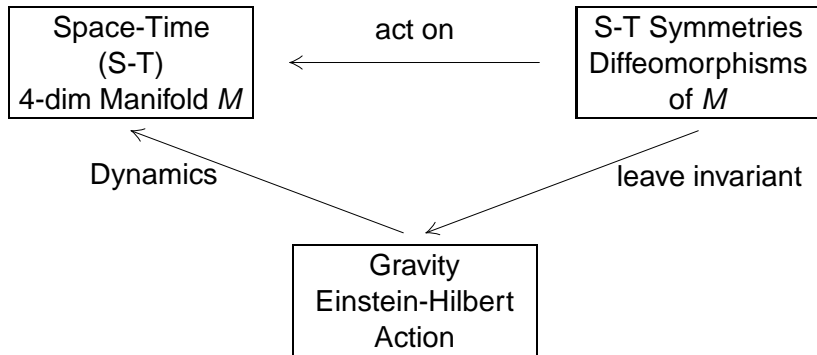 Space-Time
(S-T)
4-dim Manifold M
act on
S-T Symmetries
Diffeomorphisms
of M
Dynamics
leave invariant
Gravity
Einstein-Hilbert
Action